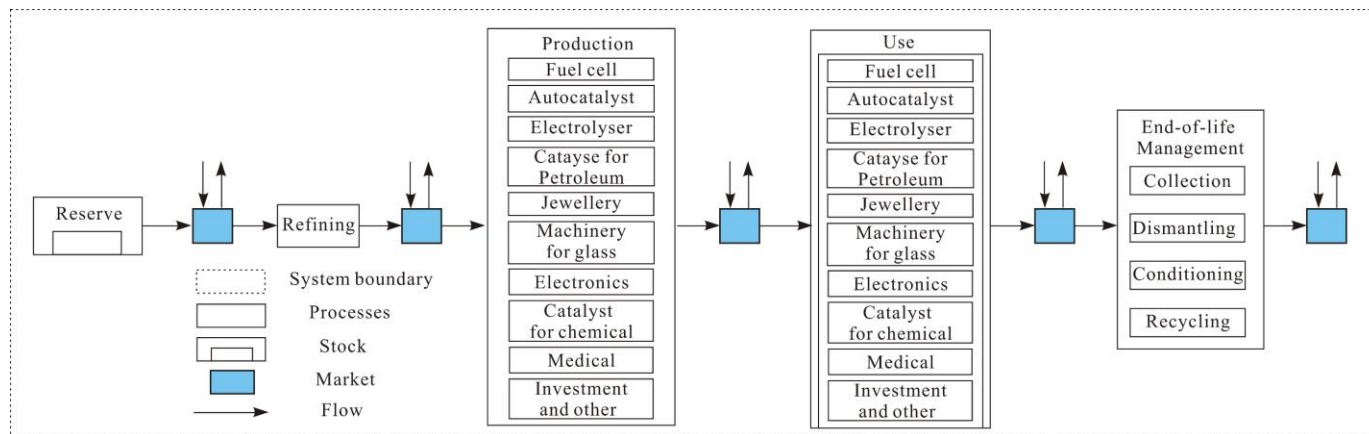 Reserve
Refining
System boundary
Processes
Stock
Market
Flow
Production
Fuel cell
Autocatalyst
Electrolyser
Catayse for
Petroleum
Jewellery
Machinery
for glass
Electronics
Catalyst
for chemical
Medical
Investment
and other
Use
Fuel cell
Autocatalyst
Electrolyser
Catayse for
Petroleum
Jewellery
Machinery
for glass
Electronics
Catalyst
for chemical
Medical
Investment
and other
End-of-life
Management
Collection
Dismantling
Conditioning
Recycling